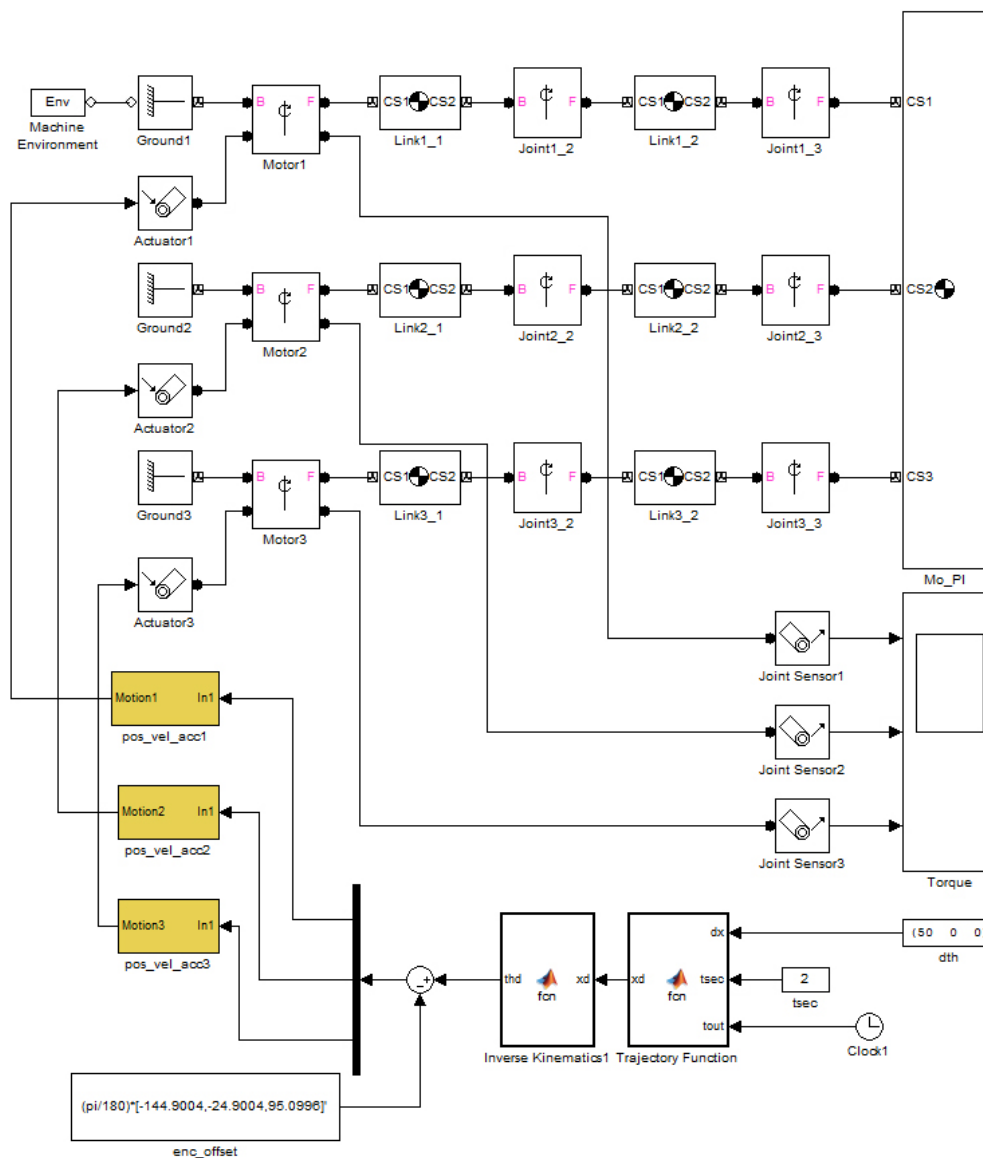 Env
Machine
Environment
Ground1
B F
Motor1
CS1 CS2
Link1_1
B F
Joint1_2
CS1 CS2
Link1_2
B F
Joint1_3
CS1
Actuator1
Ground2
B F
Motor2
CS1 CS2
Link2_1
B F
Joint2_2
CS1 CS2
Link2_2
B F
Joint2_3
CS2
Actuator2
Ground3
B F
Motor3
CS1 CS2
Link3_1
B F
Joint3_2
CS1 CS2
Link3_2
B F
Joint3_3
CS3
Mo_PI
Actuator3
Joint Sensor1
Motion1 In1
pos_vel_acc1
Joint Sensor2
Motion2 In1
pos_vel_acc2
Joint Sensor3
Torque
Motion3 In1
pos_vel_acc3
-+
thd xd
fcn
Inverse Kinematics1
dx
xd tsec
fcn
tout
Trajectory Function
(50 0 0)
dth
2
tsec
Clock1
(pi/180)*[-144.9004,-24.9004,95.0996]'
enc_offset